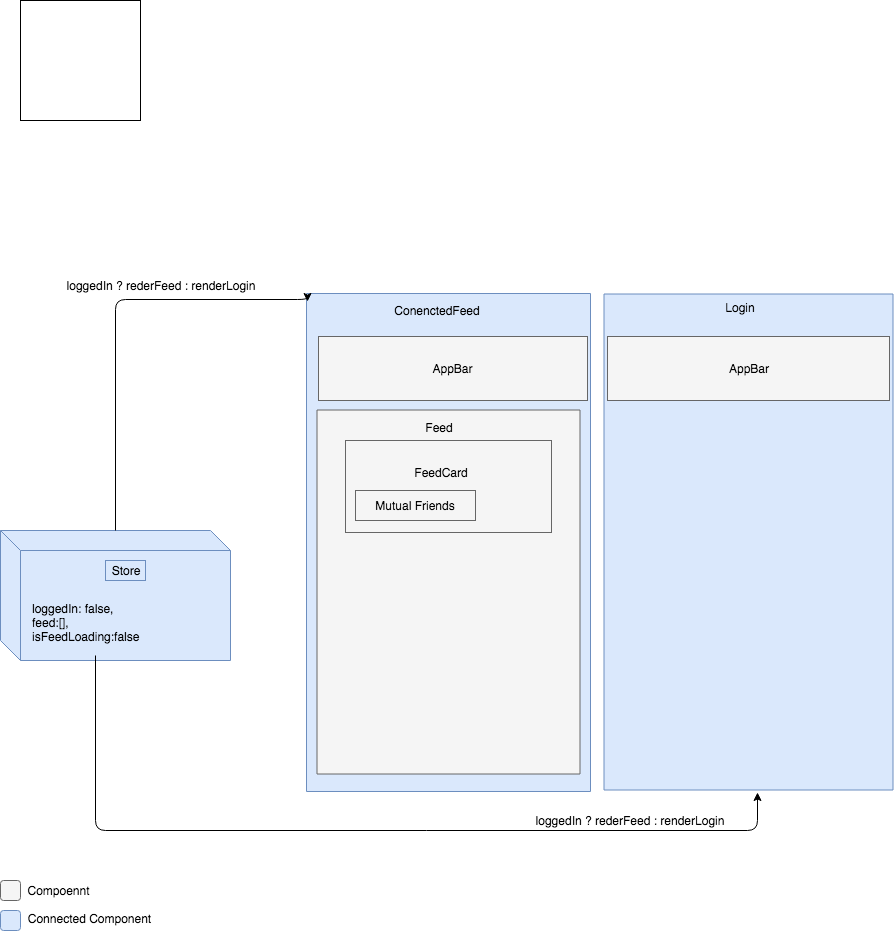 loggedIn ? rederFeed : renderLogin
ConenctedFeed
Login
AppBar
AppBar
Feed
FeedCard
Mutual Friends
Store
loggedIn: false,
feed:[],
isFeedLoading:false
loggedIn ? rederFeed : renderLogin
Compoennt
Connected Component